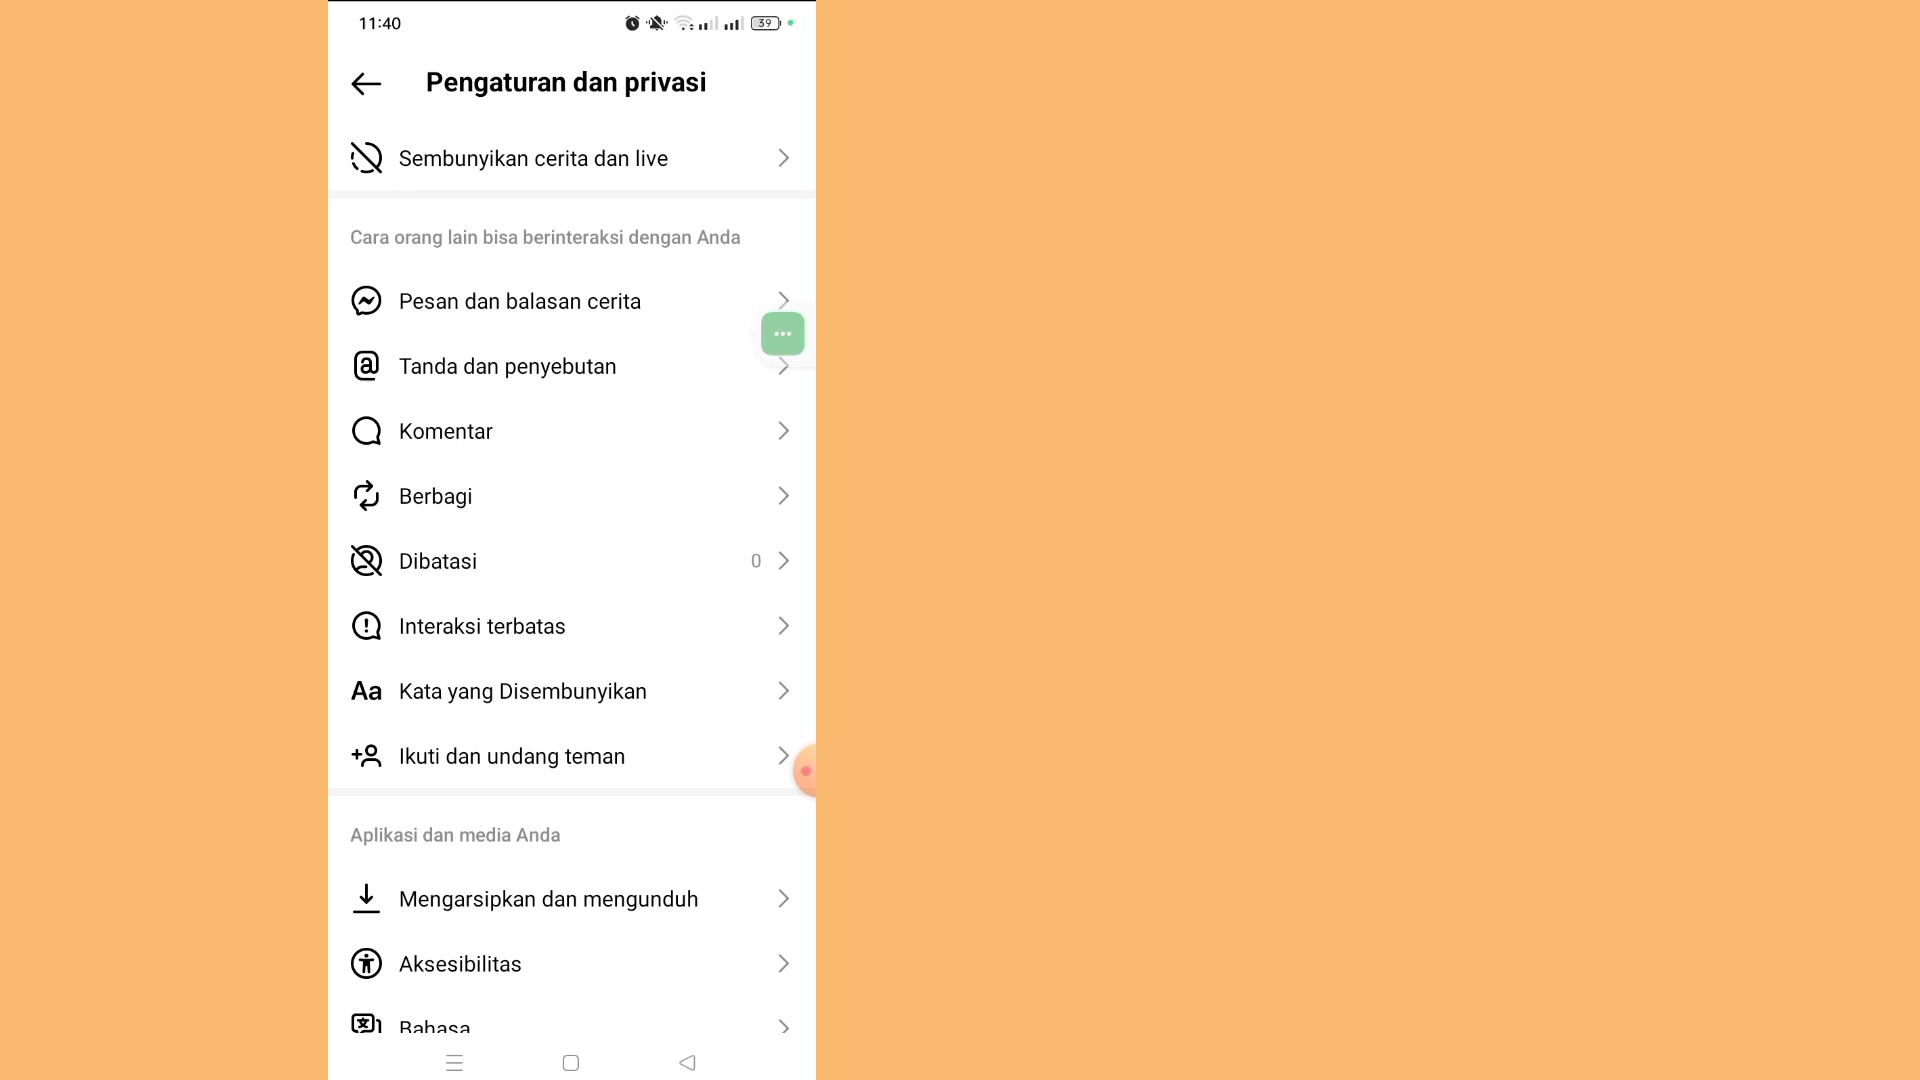 11:40
39
Pengaturan dan privasi
Sembunyikan cerita dan live
Cara orang lain bisa berinteraksi dengan Anda
Pesan dan balasan cerita
Tanda dan penyebutan
Komentar
Berbagi
Dibatasi 0
Interaksi terbatas
Aa Kata yang Disembunyikan
Ikuti dan undang teman
Aplikasi dan media Anda
Mengarsipkan dan mengunduh
Aksesibilitas
Bahasa